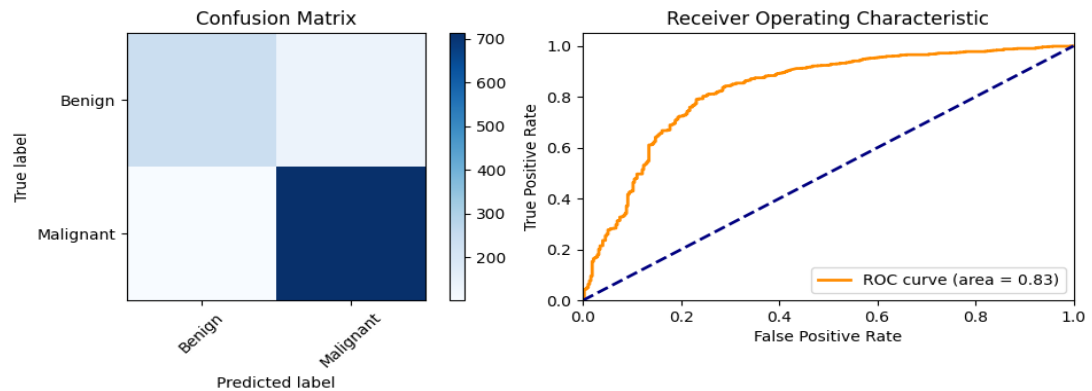 Confusion Matrix
True label
Benign
Malignant
Benign
Malignant
Predicted label
700
600
500
400
300
200
Receiver Operating Characteristic
True Positive Rate
1.0
0.8
0.6
0.4
0.2
0.0
0.0
0.2
0.4
0.6
0.8
1.0
False Positive Rate
ROC curve (area = 0.83)